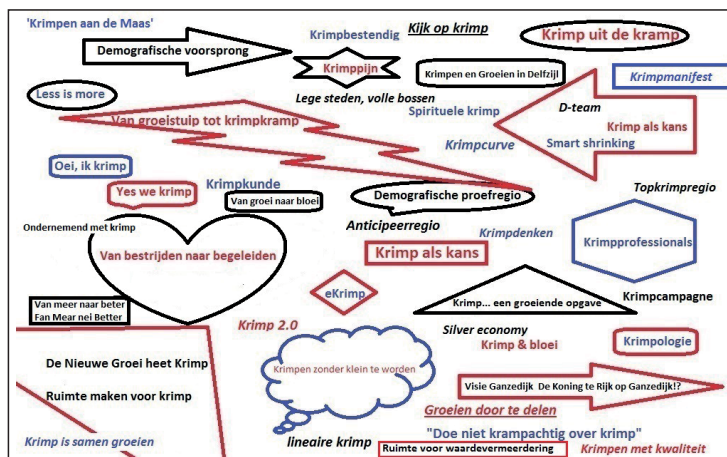 'Krimpen aan de Maas'
Demografische voorsprong
Krimpbestendig
Kijk op krimp
Krimp uit de kramp
Krimppijn
Krimpen en Groeien in Delfzijl
Krimpmanifest
Less is more
Lege steden, volle bossen
Van groeistuip tot krimpkramp
Spirituele krimp
D-team
Krimp als kans
Krimpcurve
Smart shrinking
Oei, ik krimp
Yes we krimp
Krimpkunde
Van groei naar bloei
Demografische proefregio
Topkrimpregio
Ondernemend met krimp
Anticipeerregio
Krimpdenken
Krimpprofessionals
Van bestrijden naar begeleiden
Krimp als kans
eKrimp
Krimp... een groeiende opgave
Krimpcampagne
Van meer naar beter
Fan Mear nei Better
Krimp 2.0
Silver economy
Krimp & bloei
Krimpologie
De Nieuwe Groei heet Krimp
Krimpen zonder klein te worden
Visie Ganzedijk De Koning te Rijk op Ganzedijk!?
Ruimte maken voor krimp
Groeien door te delen
Krimp is samen groeien
lineaire krimp
"Doe niet krampachtig over krimp"
Ruimte voor waardevermeerdering
Krimpen met kwaliteit